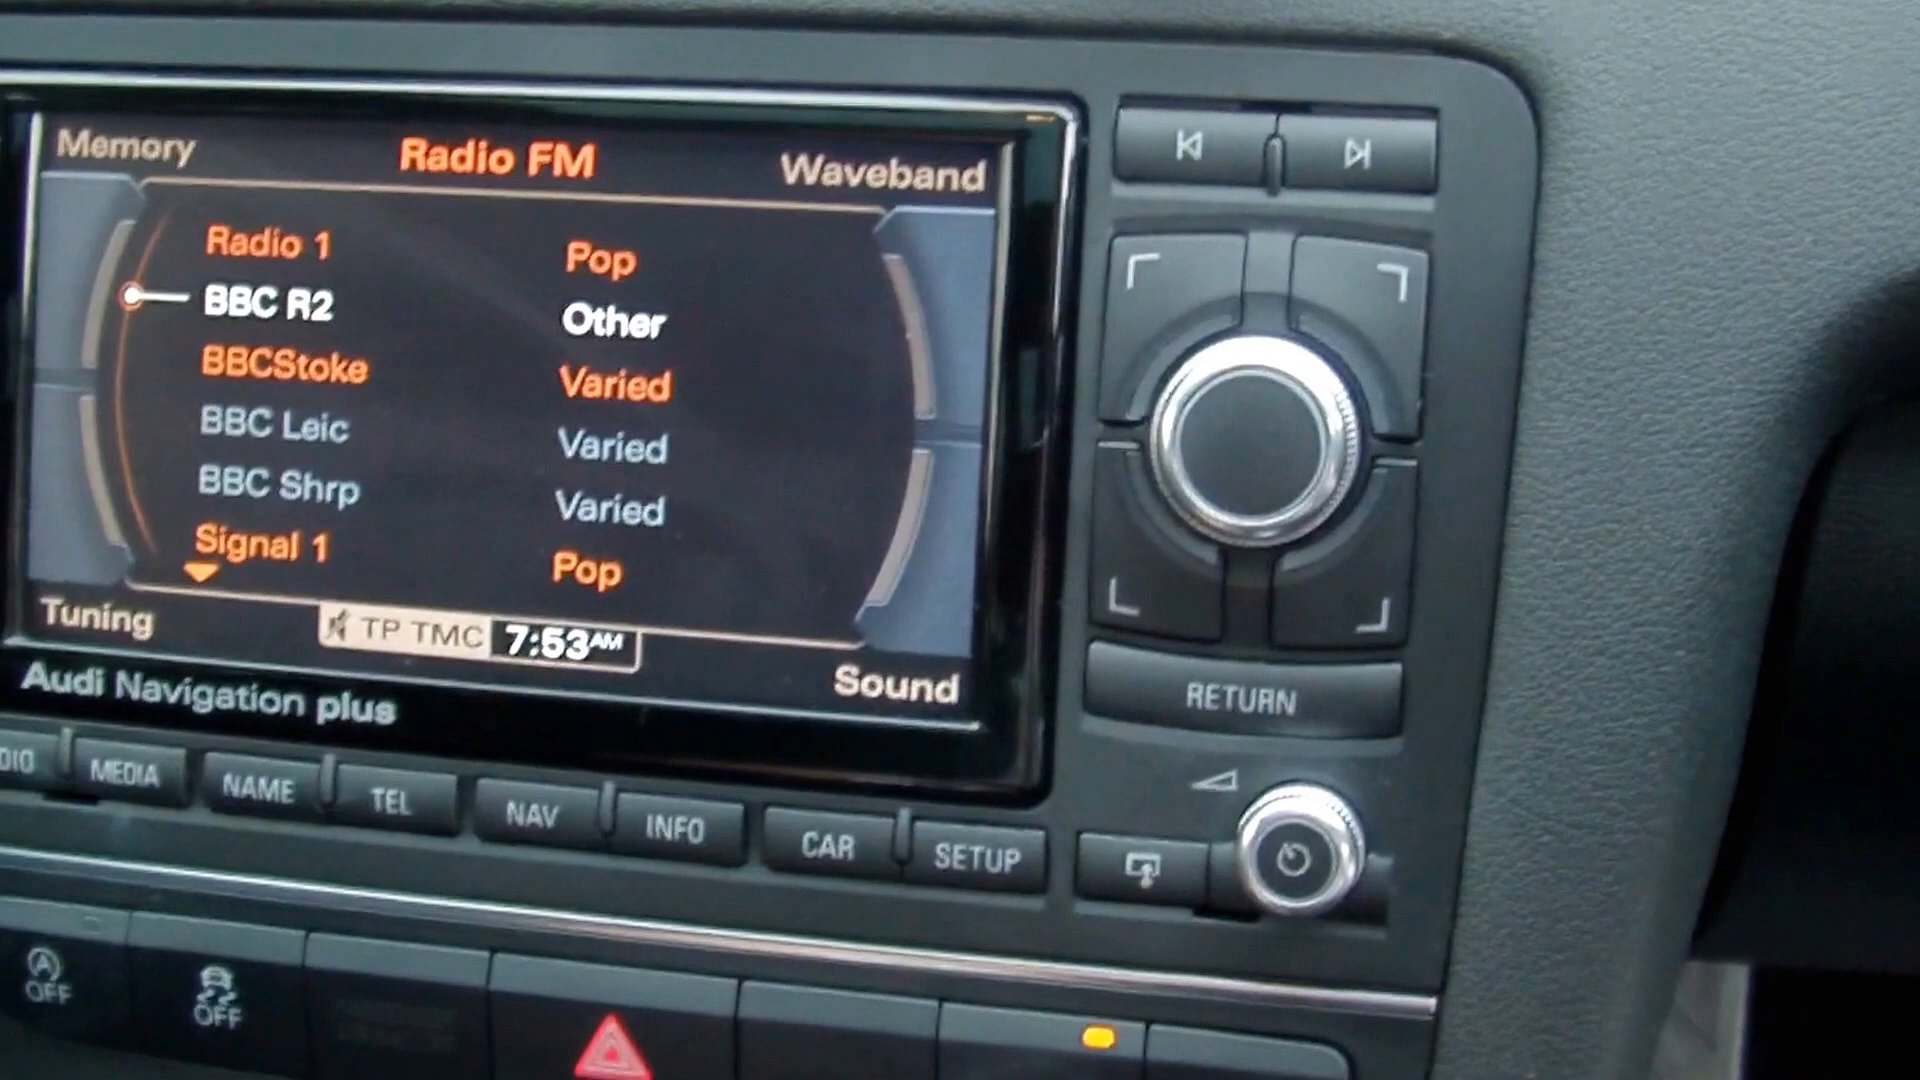 Memory Radio FM Waveband
Radio 1 Pop
BBC R2 Other
BBCStoke Varied
BBC Leic Varied
BBC Shrp Varied
Signal 1 Pop
Tuning TP TMC 7:53 AM Sound
Audi Navigation plus
RETURN
DIO MEDIA NAME TEL NAV INFO CAR SETUP
A OFF
OFF